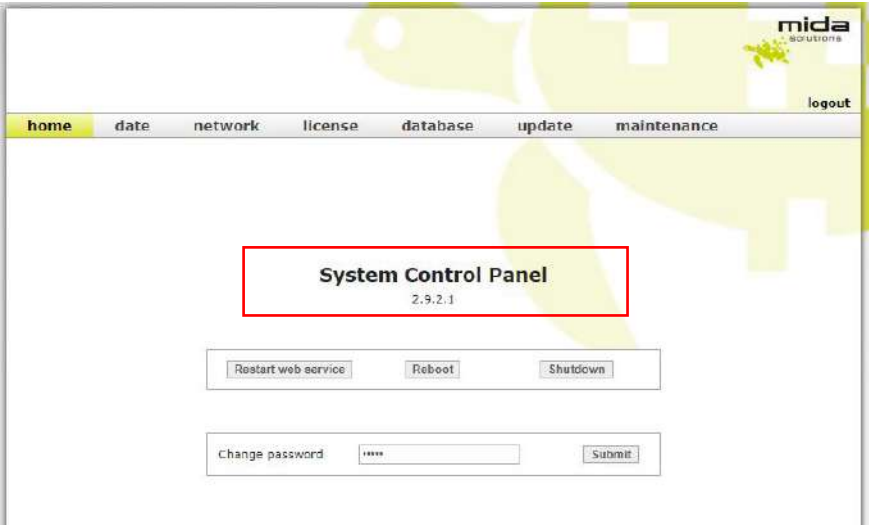 mida
solutions
logout
home date network license database update maintenance
System Control Panel
2.9.2.1
Restart web service Reboot Shutdown
Change password ••••• Submit